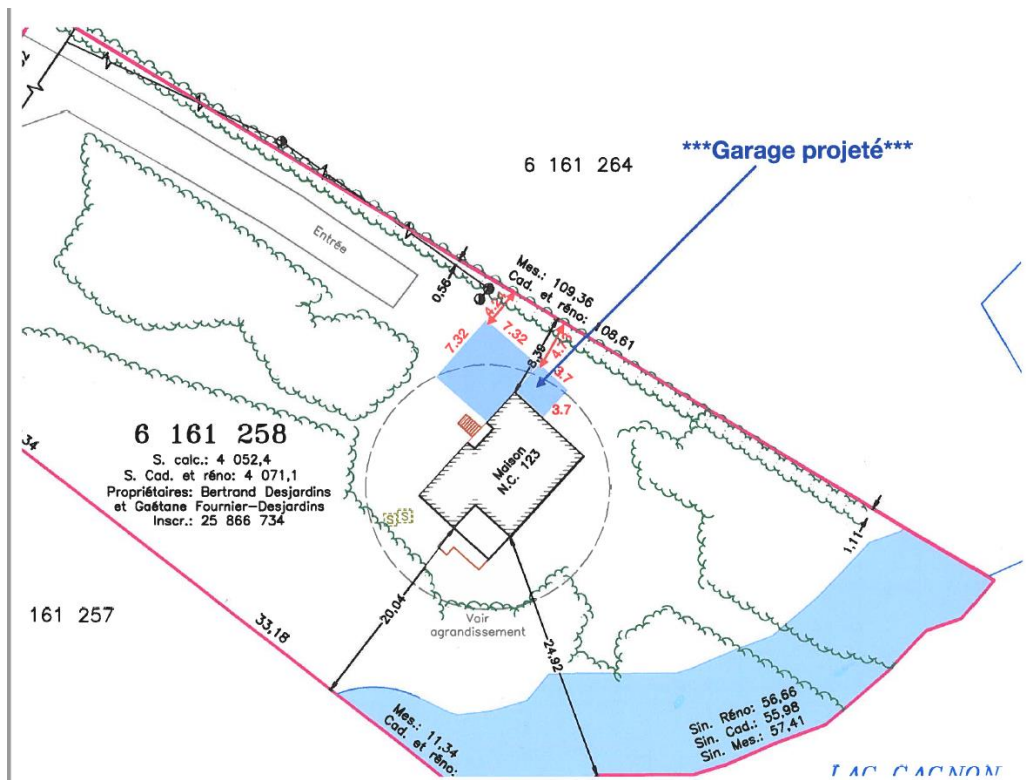 ***Garage projeté***
6 161 264
Entrée
Mes.: 109,36
Cad. et réno: 108,61
0,56
7.32
7.32
8,39
4.73
3.7
3.7
6 161 258
S. calc.: 4 052,4
S. Cad. et réno: 4 071,1
Propriétaires: Bertrand Desjardins
et Gaétane Fournier-Desjardins
Inscr.: 25 866 734
34
Maison
N.C. 123
S S
1,11
161 257
33,18
20,04
Voir
agrandissement
24,92
Mes.: 11,34
Cad. et réno:
Sin. Réno: 56,66
Sin. Cad.: 55,98
Sin. Mes.: 57,41
LAC GAGNON